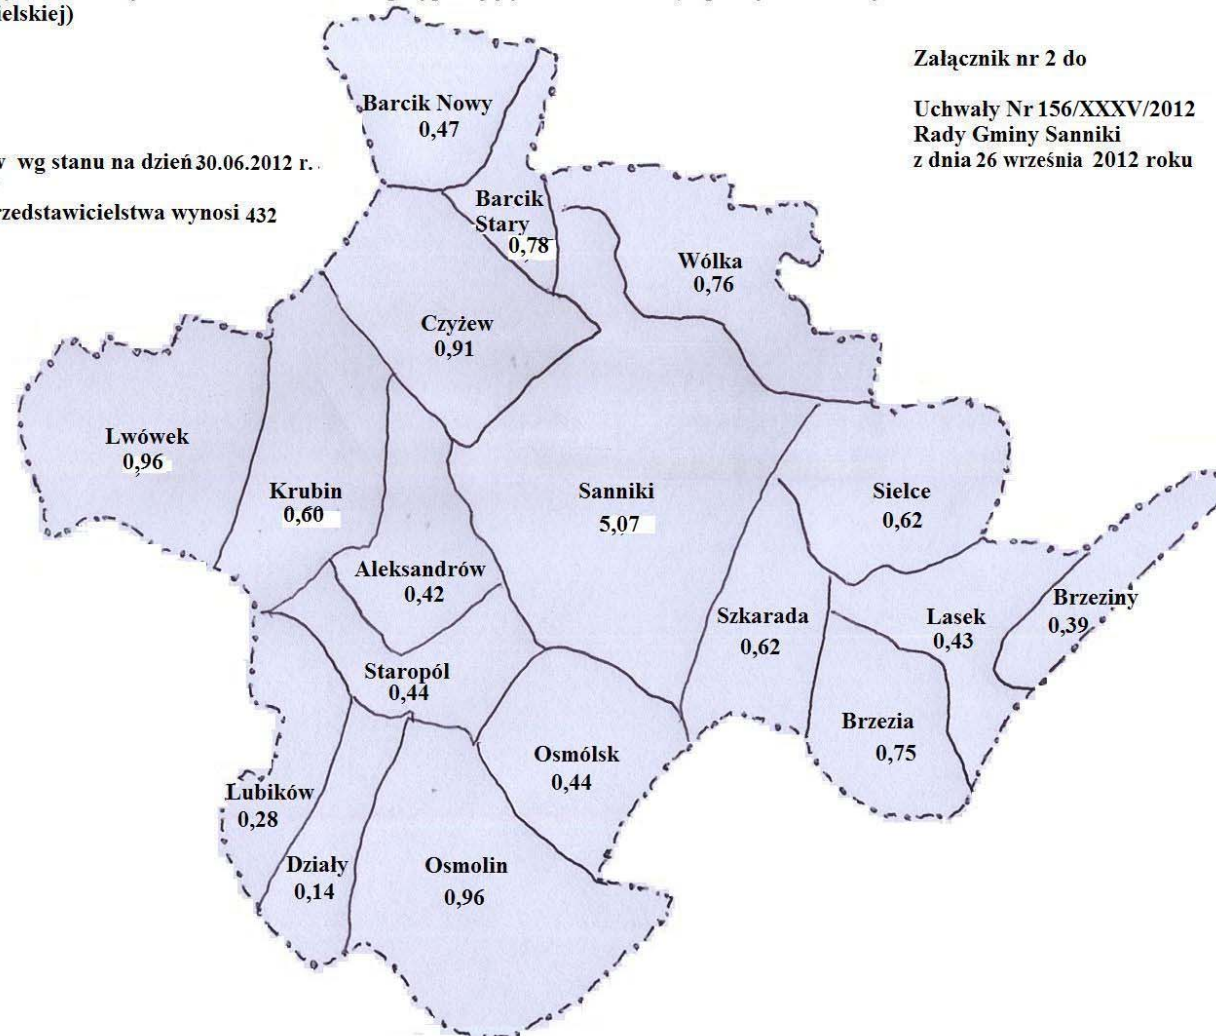 ielskiej)
Załącznik nr 2 do
Uchwały Nr 156/XXXV/2012
Rady Gminy Sanniki
z dnia 26 września 2012 roku
wg stanu na dzień 30.06.2012 r.
rzedstawicielstwa wynosi 432
Barcik Nowy
0,47
Barcik
Stary
0,78
Wólka
0,76
Czyżew
0,91
Lwówek
0,96
Krubin
0,60
Sanniki
5,07
Sielce
0,62
Aleksandrów
0,42
Szkarada
0,62
Lasek
0,43
Brzeziny
0,39
Staropól
0,44
Brzezia
0,75
Osmólsk
0,44
Lubików
0,28
Działy
0,14
Osmolin
0,96